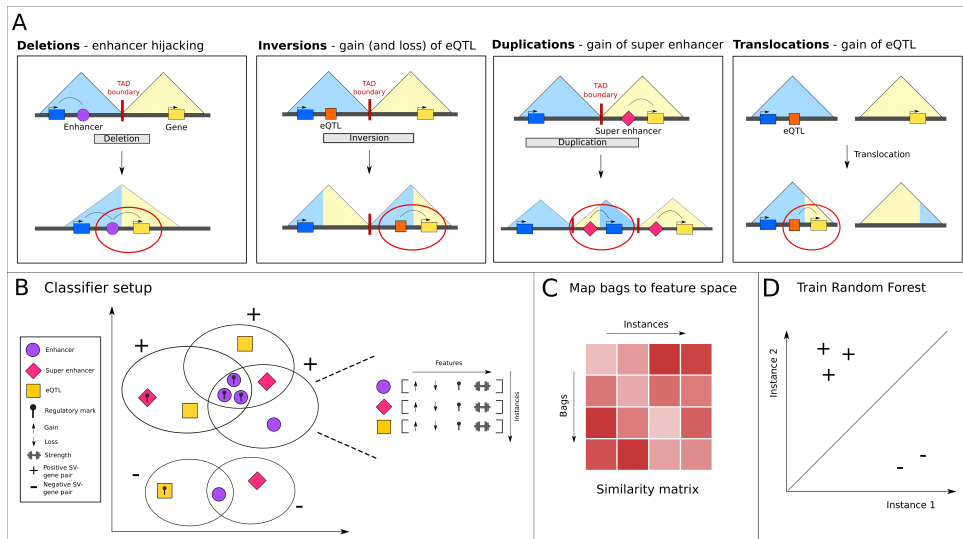 A
Deletions - enhancer hijacking
TAD
boundary
Enhancer
Gene
Deletion
Inversions - gain (and loss) of eQTL
TAD
boundary
eQTL
Inversion
Duplications - gain of super enhancer
TAD
boundary
Super enhancer
Duplication
Translocations - gain of eQTL
eQTL
Translocation
B Classifier setup
Enhancer
Super enhancer
eQTL
Regulatory mark
Gain
Loss
Strength
+ Positive SV-
gene pair
- Negative SV-
gene pair
+
+
+
-
-
Features
Instances
C Map bags to feature space
Instances
Bags
Similarity matrix
D Train Random Forest
Instance 2
+ +
+
- -
Instance 1